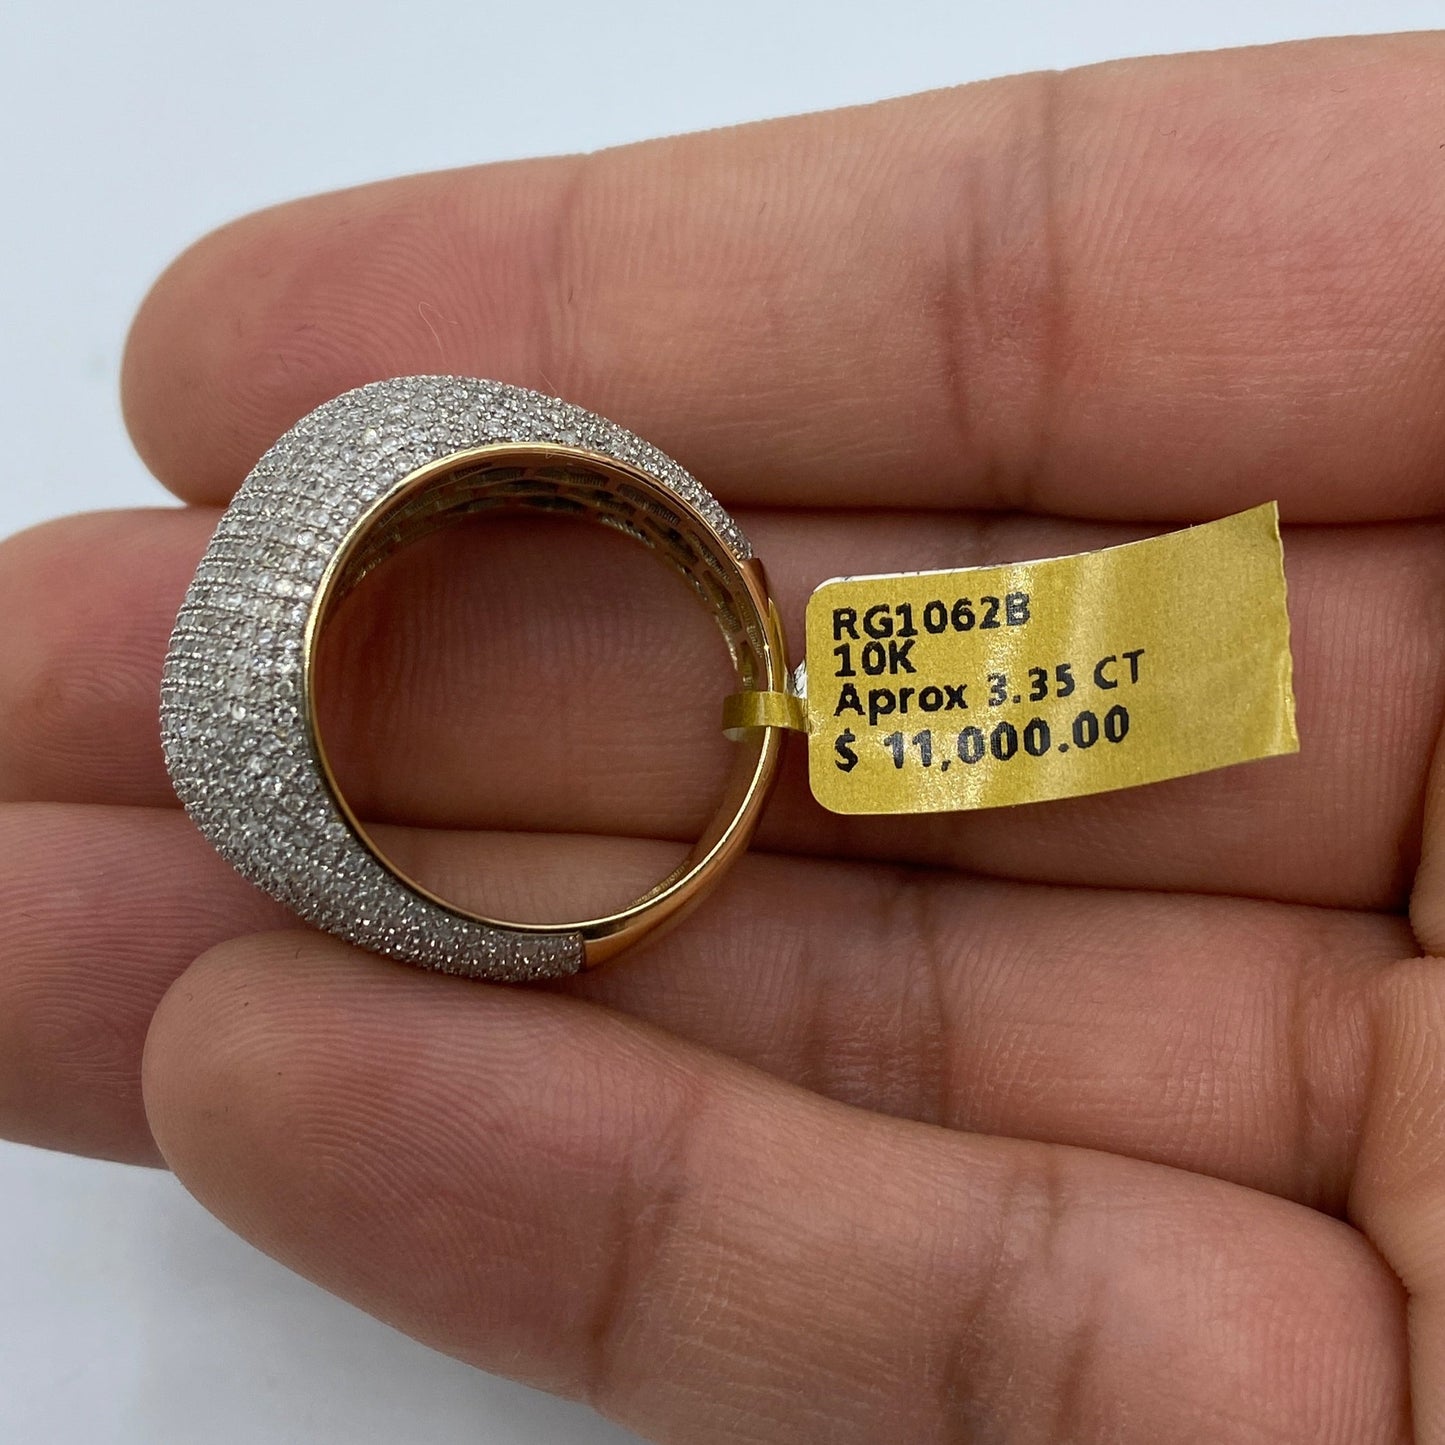 RG1062B
10K
Aprox 3.35 CT
$ 11,000.00